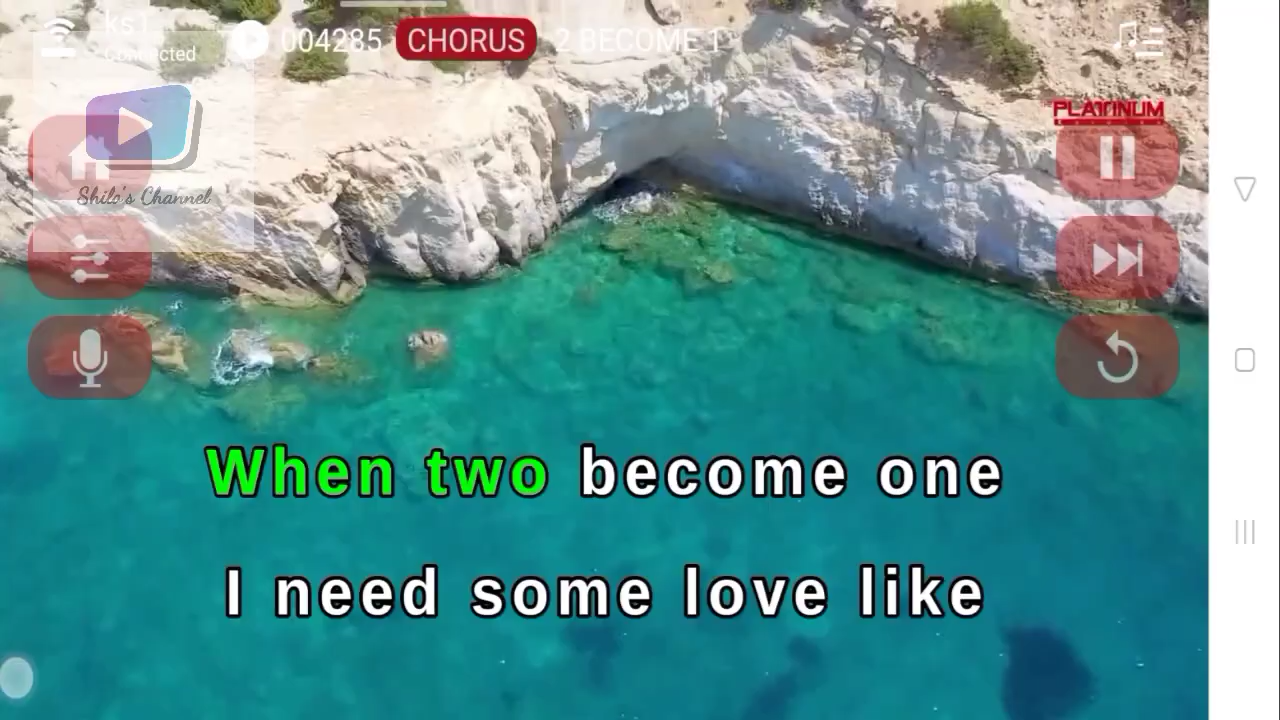 ks1
Connected
004285 CHORUS 2 BECOME 1
PLATINUM
Shilo's Channel
When two become one
I need some love like